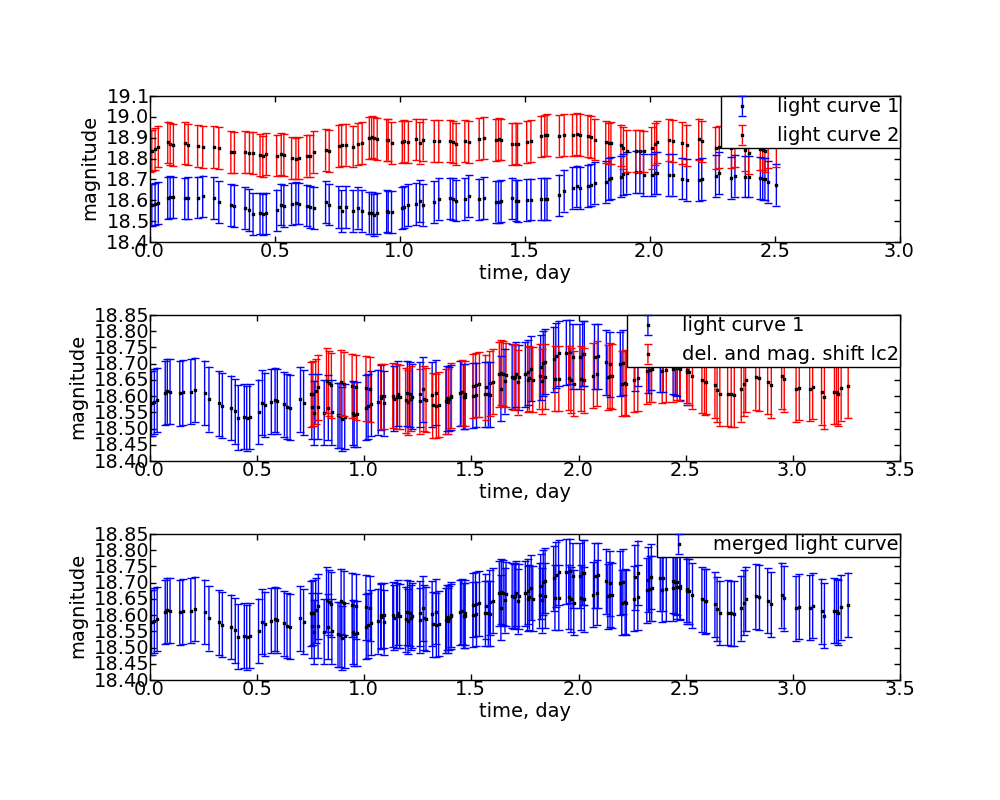 19.1
19.0
18.9
18.8
18.7
18.6
18.5
18.4
magnitude
light curve 1
light curve 2
0.0 0.5 1.0 1.5 2.0 2.5 3.0
time, day
18.85
18.80
18.75
18.70
18.65
18.60
18.55
18.50
18.45
18.40
magnitude
light curve 1
del. and mag. shift lc2
0.0 0.5 1.0 1.5 2.0 2.5 3.0 3.5
time, day
18.85
18.80
18.75
18.70
18.65
18.60
18.55
18.50
18.45
18.40
magnitude
merged light curve
0.0 0.5 1.0 1.5 2.0 2.5 3.0 3.5
time, day